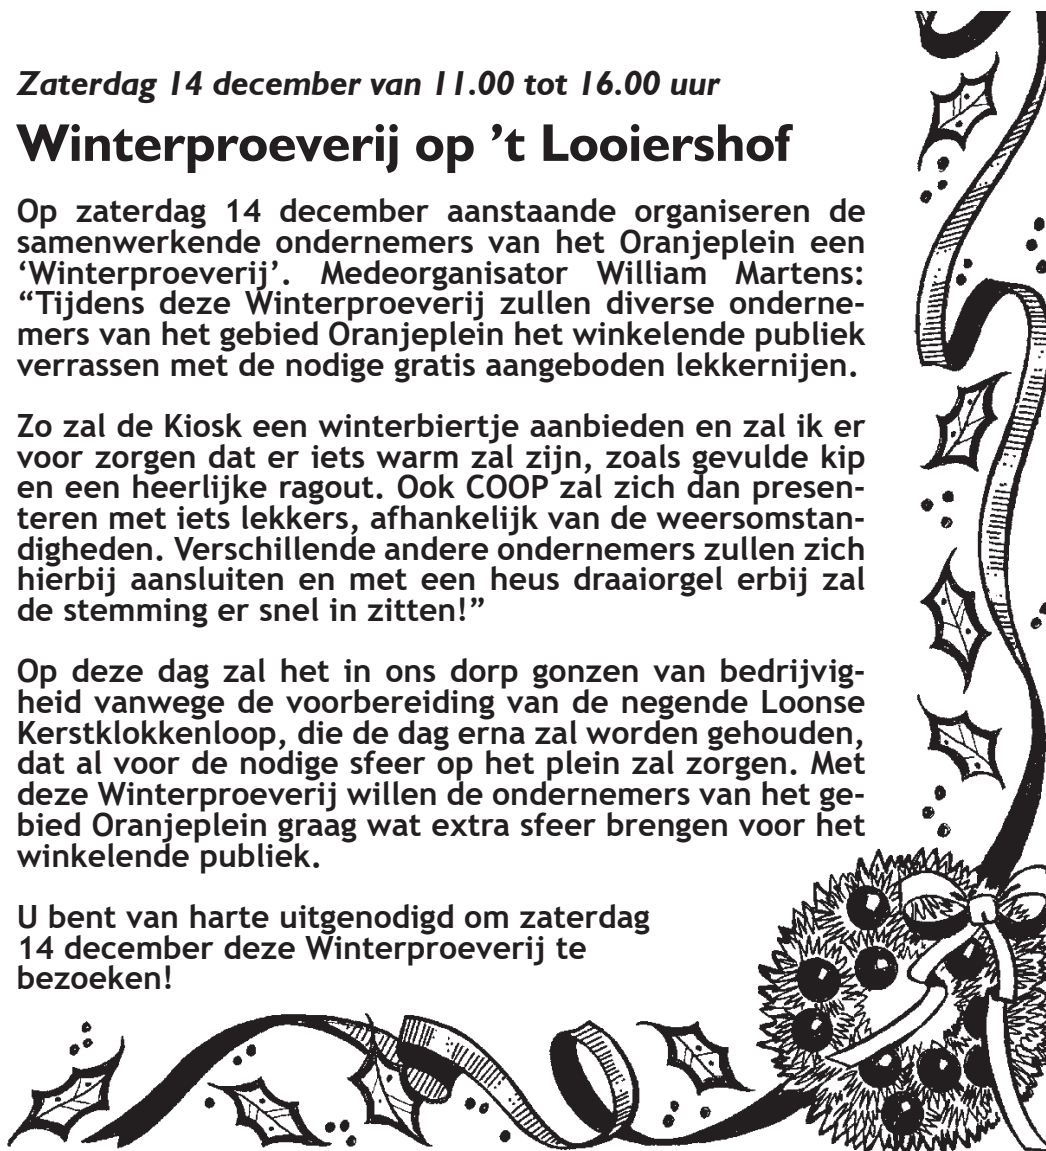 Zaterdag 14 december van 11.00 tot 16.00 uur
Winterproeverij op ’t Looiershof
Op zaterdag 14 december aanstaande organiseren de
samenwerkende ondernemers van het Oranjeplein een
‘Winterproeverij’. Medeorganisator William Martens:
“Tijdens deze Winterproeverij zullen diverse onderne-
mers van het gebied Oranjeplein het winkelende publiek
verrassen met de nodige gratis aangeboden lekkernijen.
Zo zal de Kiosk een winterbiertje aanbieden en zal ik er
voor zorgen dat er iets warm zal zijn, zoals gevulde kip
en een heerlijke ragout. Ook COOP zal zich dan presen-
teren met iets lekkers, afhankelijk van de weersomstan-
digheden. Verschillende andere ondernemers zullen zich
hierbij aansluiten en met een heus draaiorgel erbij zal
de stemming er snel in zitten!”
Op deze dag zal het in ons dorp gonzen van bedrijvig-
heid vanwege de voorbereiding van de negende Loonse
Kerstklokkenloop, die de dag erna zal worden gehouden,
dat al voor de nodige sfeer op het plein zal zorgen. Met
deze Winterproeverij willen de ondernemers van het ge-
bied Oranjeplein graag wat extra sfeer brengen voor het
winkelende publiek.
U bent van harte uitgenodigd om zaterdag
14 december deze Winterproeverij te
bezoeken!